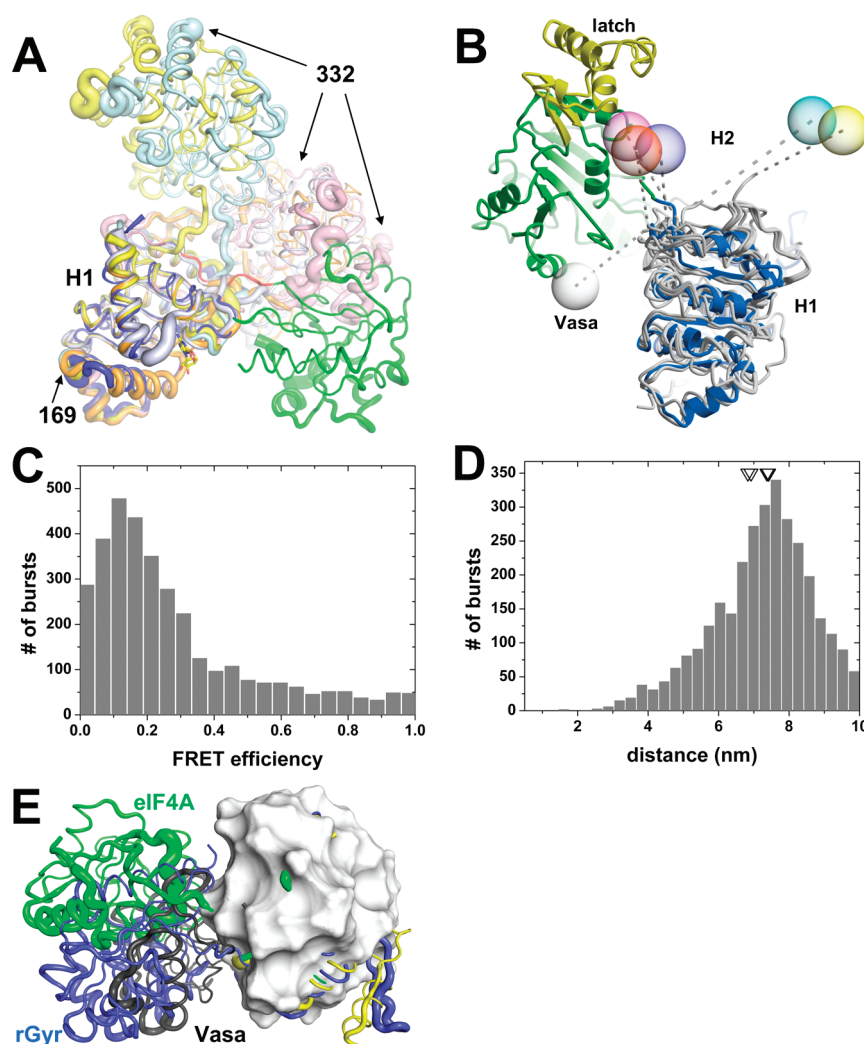 A
332
H1
169
B
latch
H2
H1
Vasa
C
# of bursts
500
400
300
200
100
0
0.0 0.2 0.4 0.6 0.8 1.0
FRET efficiency
D
# of bursts
350
300
250
200
150
100
50
0
2 4 6 8 10
distance (nm)
E
eIF4A
rGyr
Vasa